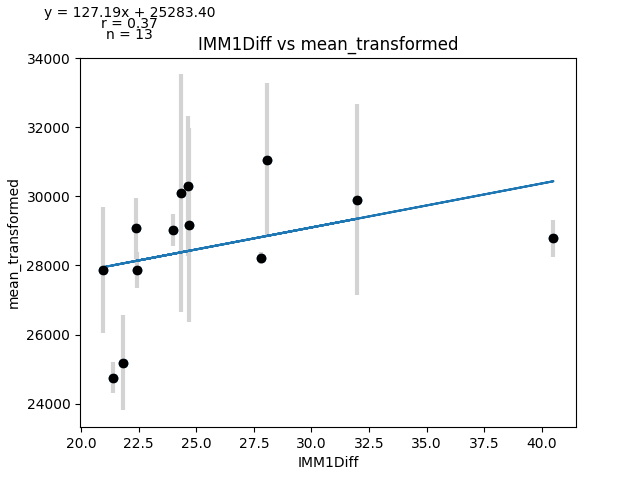 y = 127.19x + 25283.40
r = 0.37
n = 13
IMM1Diff vs mean_transformed
34000
32000
30000
28000
26000
24000
mean_transformed
20.0 22.5 25.0 27.5 30.0 32.5 35.0 37.5 40.0
IMM1Diff